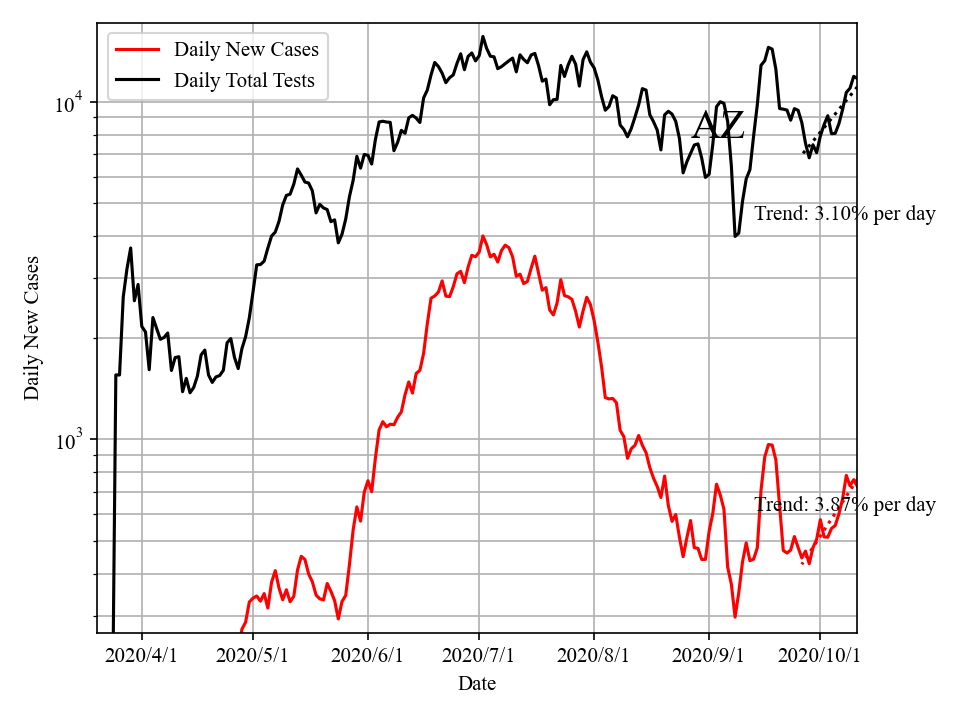 Daily New Cases
Daily Total Tests
10^4
AZ
Trend: 3.10% per day
Daily New Cases
10^3
Trend: 3.87% per day
2020/4/1 2020/5/1 2020/6/1 2020/7/1 2020/8/1 2020/9/1 2020/10/1
Date